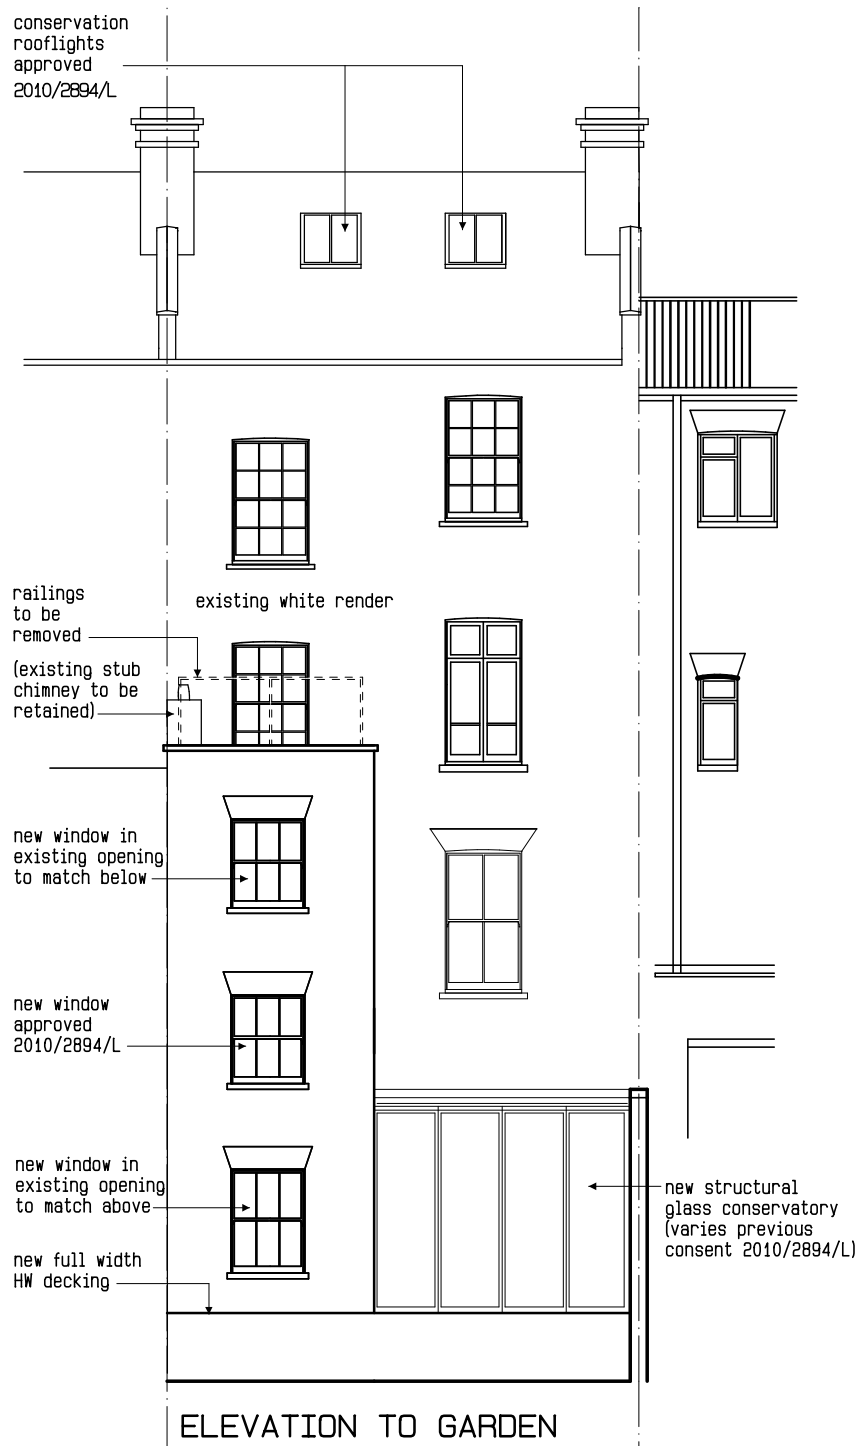 conservation
rooflights
approved
2010/2894/L
railings
to be
removed
existing white render
(existing stub
chimney to be
retained)
new window in
existing opening
to match below
new window
approved
2010/2894/L
new window in
existing opening
to match above
new structural
glass conservatory
(varies previous
consent 2010/2894/L)
new full width
HW decking
ELEVATION TO GARDEN